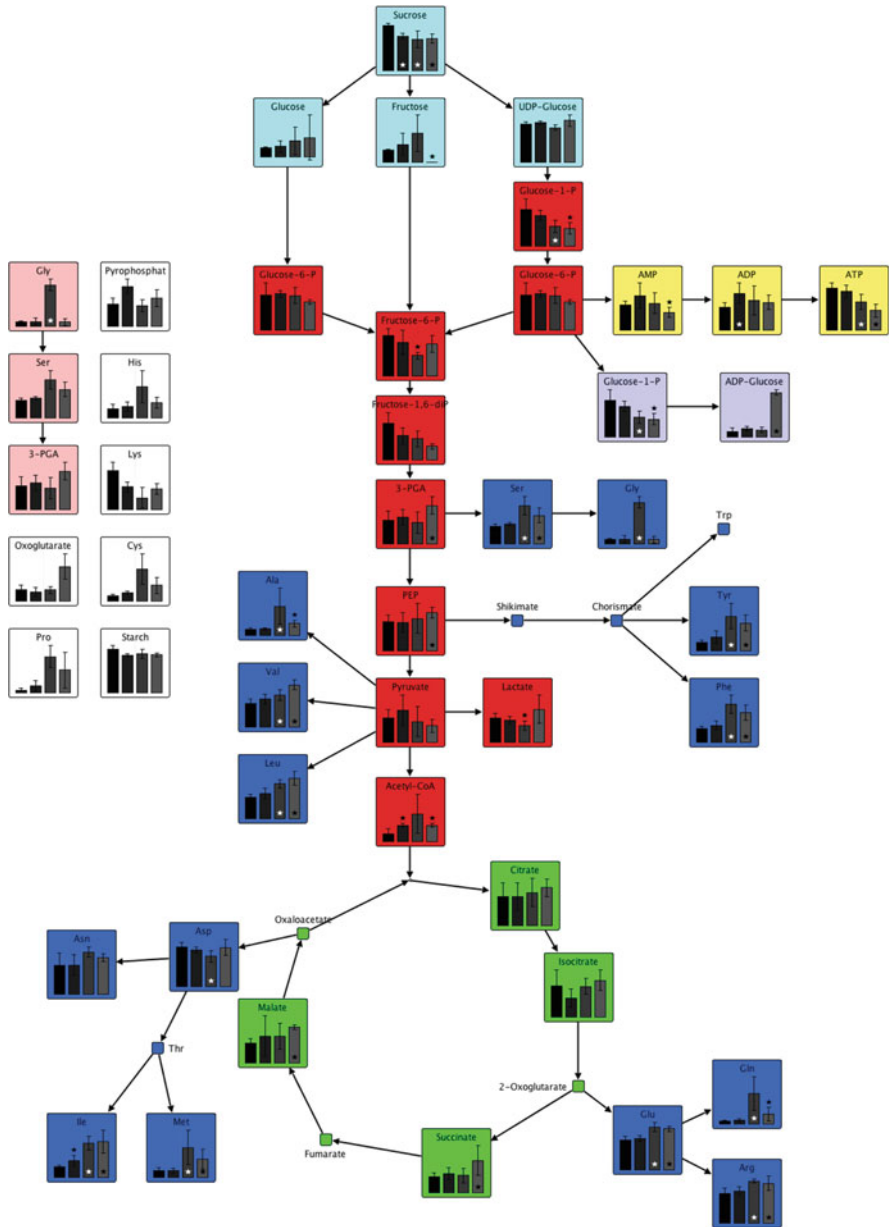 Sucrose
Glucose
Fructose
UDP-Glucose
Glucose-1-P
Gly
Pyrophosphat
Glucose-6-P
Glucose-6-P
AMP
ADP
ATP
Fructose-6-P
Ser
His
Glucose-1-P
ADP-Glucose
Fructose-1,6-diP
3-PGA
Lys
3-PGA
Ser
Gly
Trp
Oxoglutarate
Cys
Ala
PEP
Shikimate
Chorismate
Tyr
Pro
Starch
Val
Pyruvate
Lactate
Phe
Leu
Acetyl-CoA
Citrate
Oxaloacetate
Asn
Asp
Isocitrate
Malate
Thr
2-Oxoglutarate
Gln
Ile
Met
Glu
Fumarate
Succinate
Arg